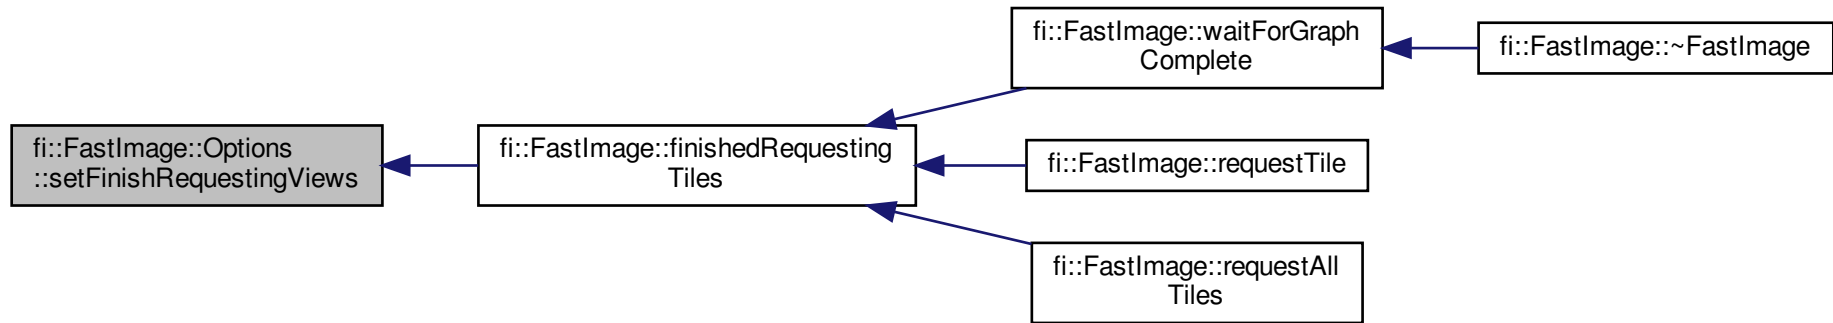 fi::FastImage::Options
::setFinishRequestingViews
fi::FastImage::finishedRequesting
Tiles
fi::FastImage::waitForGraph
Complete
fi::FastImage::~FastImage
fi::FastImage::requestTile
fi::FastImage::requestAll
Tiles